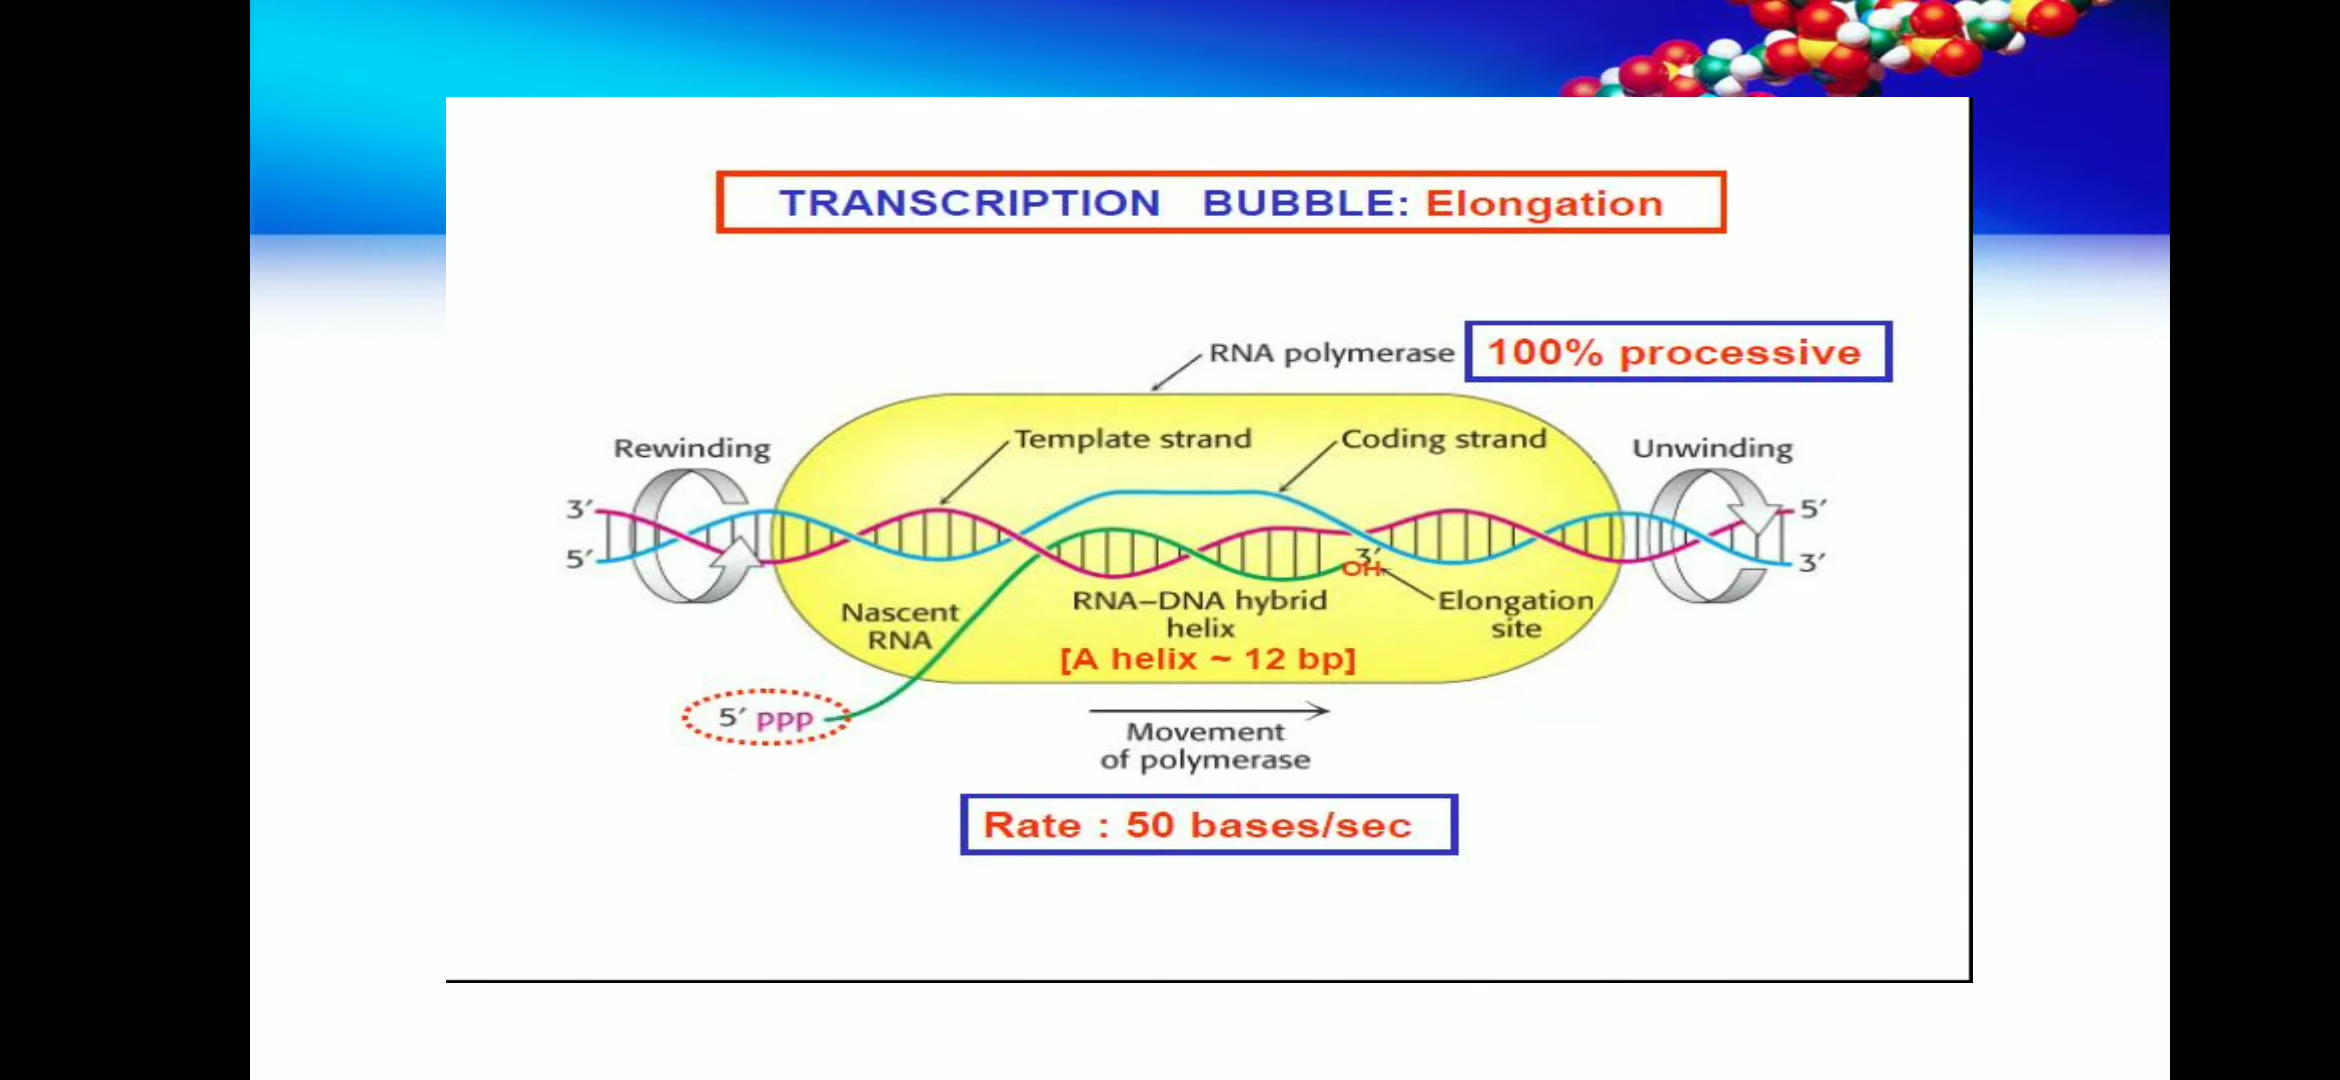 TRANSCRIPTION BUBBLE: Elongation
RNA polymerase
100% processive
Template strand
Coding strand
Rewinding
Unwinding
3′
5′
5′
3′
3′
OH
Nascent
RNA
RNA–DNA hybrid
helix
[A helix ~ 12 bp]
Elongation
site
5′ PPP
Movement
of polymerase
Rate : 50 bases/sec